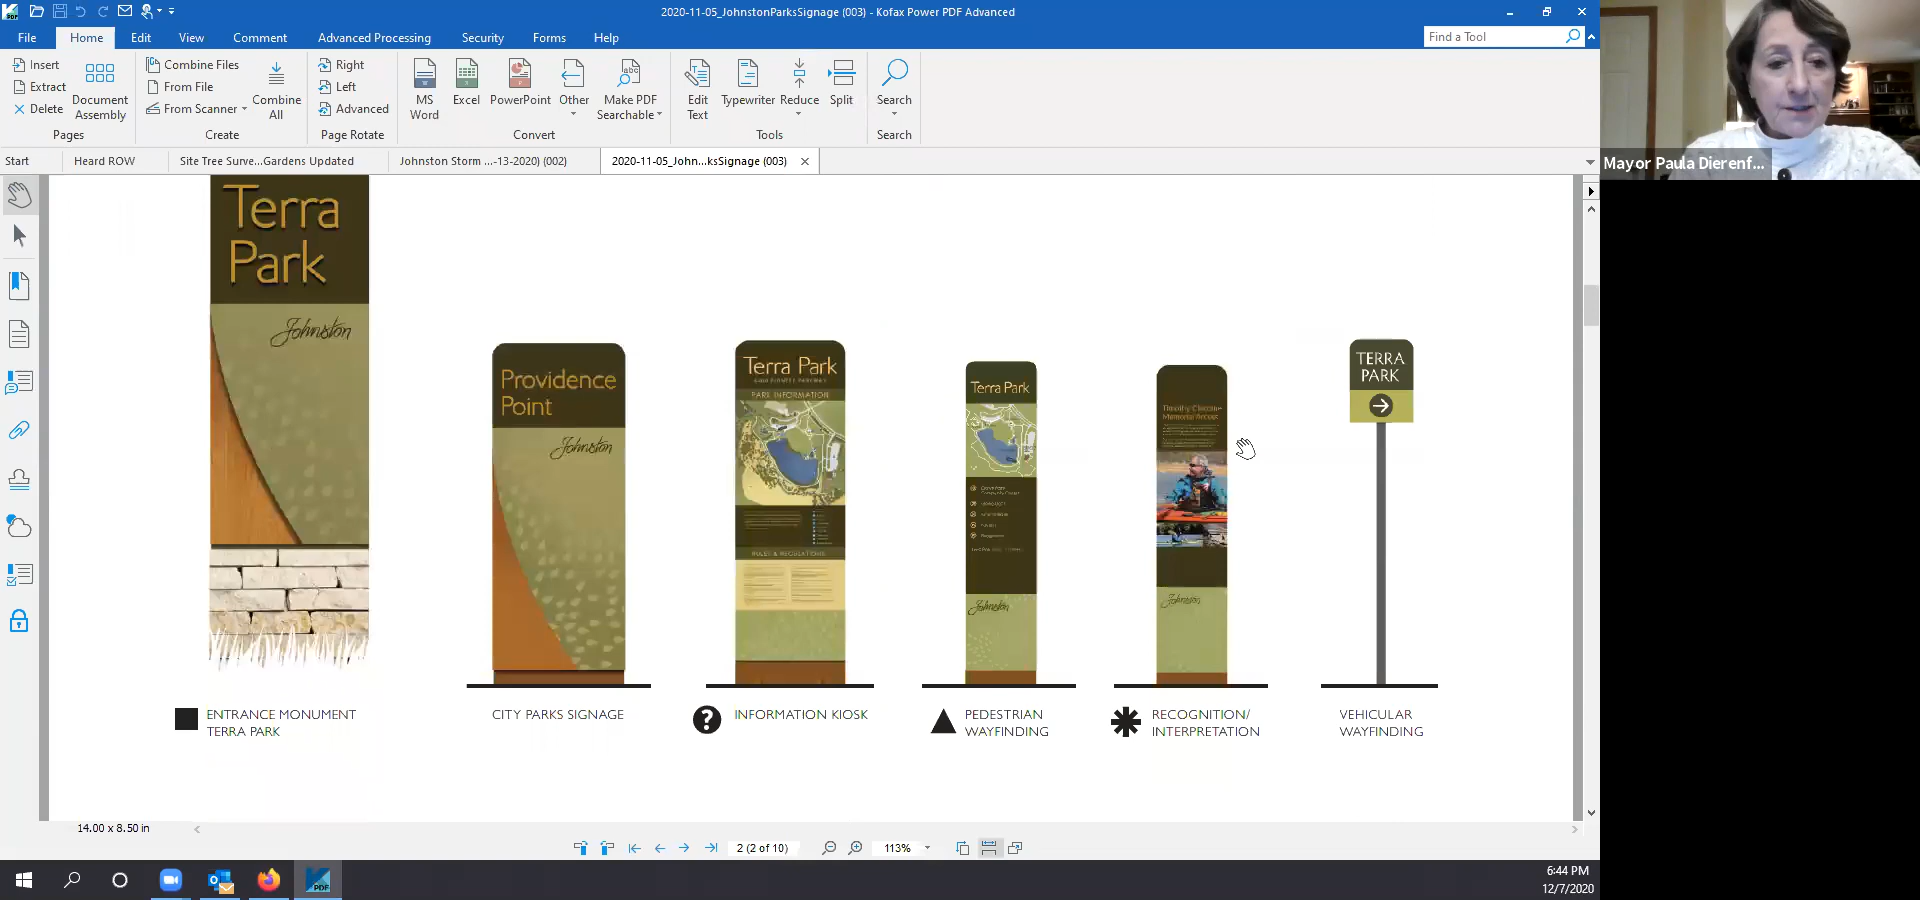 2020-11-05_JohnstonParksSignage (003) - Kofax Power PDF Advanced
File Home Edit View Comment Advanced Processing Security Forms Help
Find a Tool
Insert
Extract
Delete
Document
Assembly
Pages
Combine Files
From File
From Scanner
Combine
All
Create
Right
Left
Advanced
Page Rotate
MS
Word
Excel
PowerPoint
Other
Make PDF
Searchable
Convert
Edit
Text
Typewriter
Reduce
Split
Tools
Search
Search
Start
Heard ROW
Site Tree Surve...Gardens Updated
Johnston Storm ...-13-2020) (002)
2020-11-05_John...ksSignage (003)
Mayor Paula Dierenf...
Terra
Park
Johnston
Providence
Point
Johnston
Terra Park
PARK INFORMATION
RULES & REGULATIONS
Terra Park
Johnston
Johnston
TERRA
PARK
ENTRANCE MONUMENT
TERRA PARK
CITY PARKS SIGNAGE
?
INFORMATION KIOSK
PEDESTRIAN
WAYFINDING
RECOGNITION/
INTERPRETATION
VEHICULAR
WAYFINDING
14.00 x 8.50 in
2 (2 of 10)
113%
6:44 PM
12/7/2020